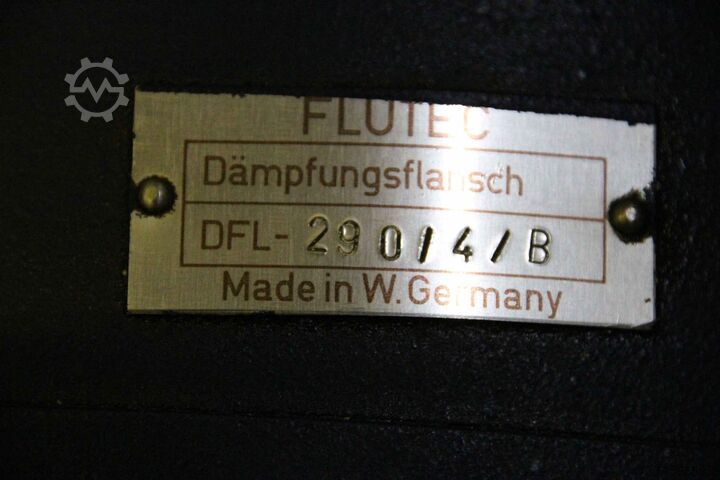 FLUTEC
Dämpfungsflansch
DFL- 290/4/B
Made in W. Germany